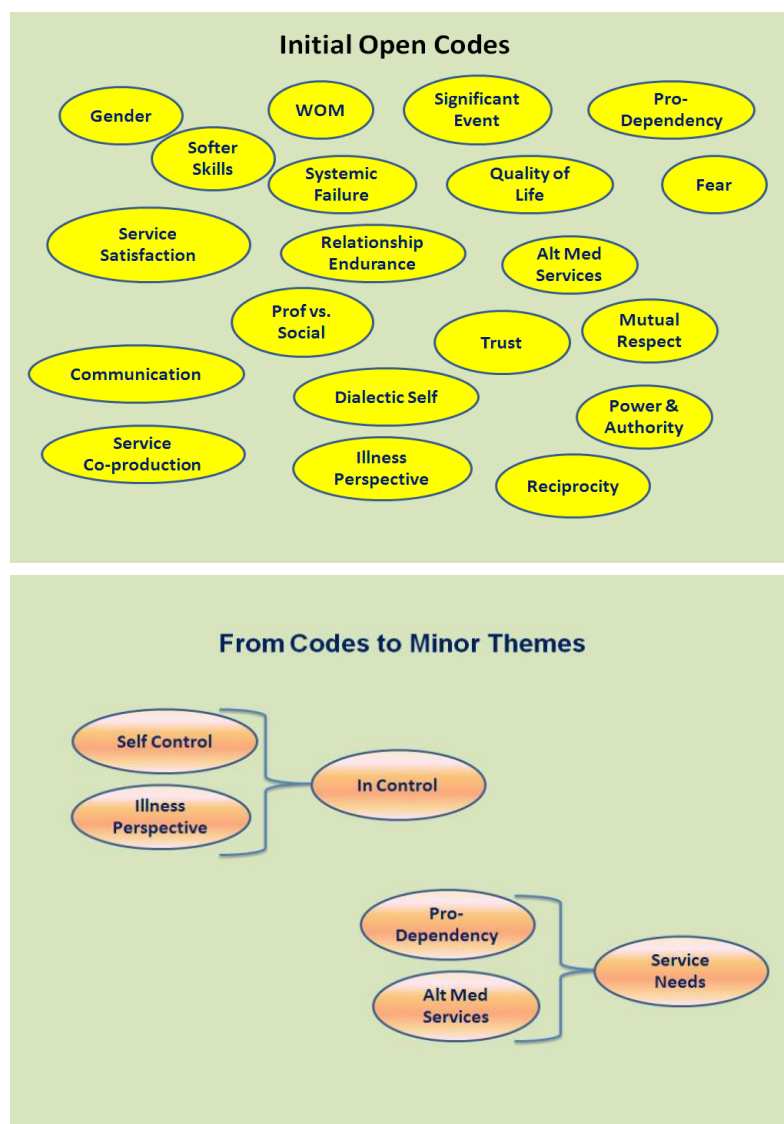 Initial Open Codes
Gender
WOM
Significant
Event
Pro-
Dependency
Softer
Skills
Systemic
Failure
Quality of
Life
Fear
Service
Satisfaction
Relationship
Endurance
Alt Med
Services
Prof vs.
Social
Trust
Mutual
Respect
Communication
Dialectic Self
Power &
Authority
Service
Co-production
Illness
Perspective
Reciprocity
From Codes to Minor Themes
Self Control
Illness
Perspective
In Control
Pro-
Dependency
Alt Med
Services
Service
Needs